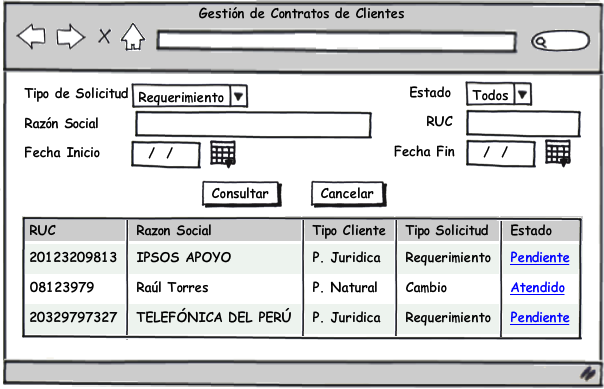 Gestión de Contratos de Clientes
Tipo de Solicitud Requerimiento Estado Todos
Razón Social RUC
Fecha Inicio / / Fecha Fin / /
Consultar Cancelar
RUC Razon Social Tipo Cliente Tipo Solicitud Estado
20123209813 IPSOS APOYO P. Juridica Requerimiento Pendiente
08123979 Raúl Torres P. Natural Cambio Atendido
20329797327 TELEFÓNICA DEL PERÚ P. Juridica Requerimiento Pendiente